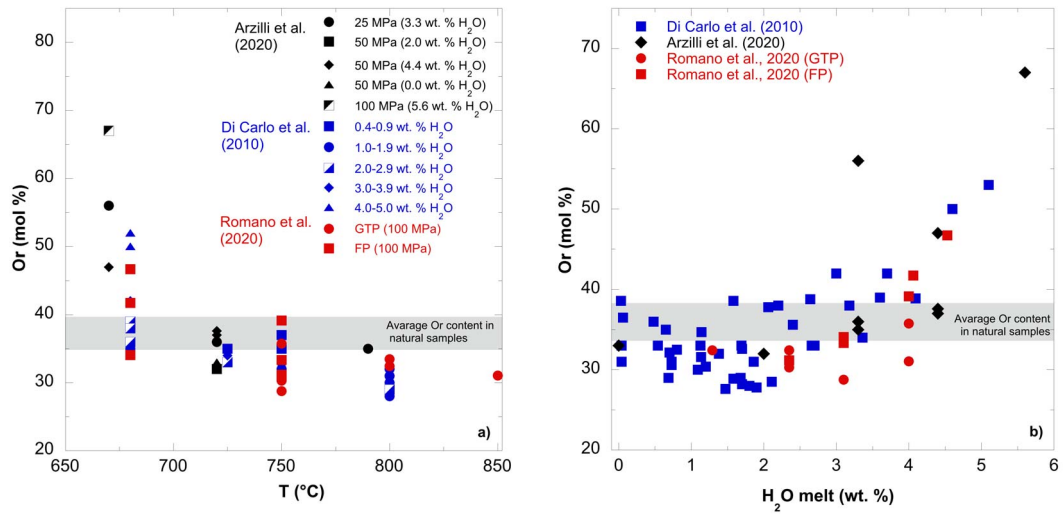 85
75
65
55
45
35
25
20
30
40
50
60
70
80
Or (mol %)
650
700
750
800
850
T (°C)
Arzilli et al.
(2020)
25 MPa (3.3 wt. % H2O)
50 MPa (2.0 wt. % H2O)
50 MPa (4.4 wt. % H2O)
50 MPa (0.0 wt. % H2O)
100 MPa (5.6 wt. % H2O)
Di Carlo et al.
(2010)
0.4-0.9 wt. % H2O
1.0-1.9 wt. % H2O
2.0-2.9 wt. % H2O
3.0-3.9 wt. % H2O
4.0-5.0 wt. % H2O
Romano et al.
(2020)
GTP (100 MPa)
FP (100 MPa)
Avarage Or content in
natural samples
a)
Or (mol %)
70
60
50
40
30
20
0
1
2
3
4
5
6
H2O melt (wt. %)
Di Carlo et al. (2010)
Arzilli et al. (2020)
Romano et al., 2020 (GTP)
Romano et al., 2020 (FP)
Avarage Or content
in natural samples
b)